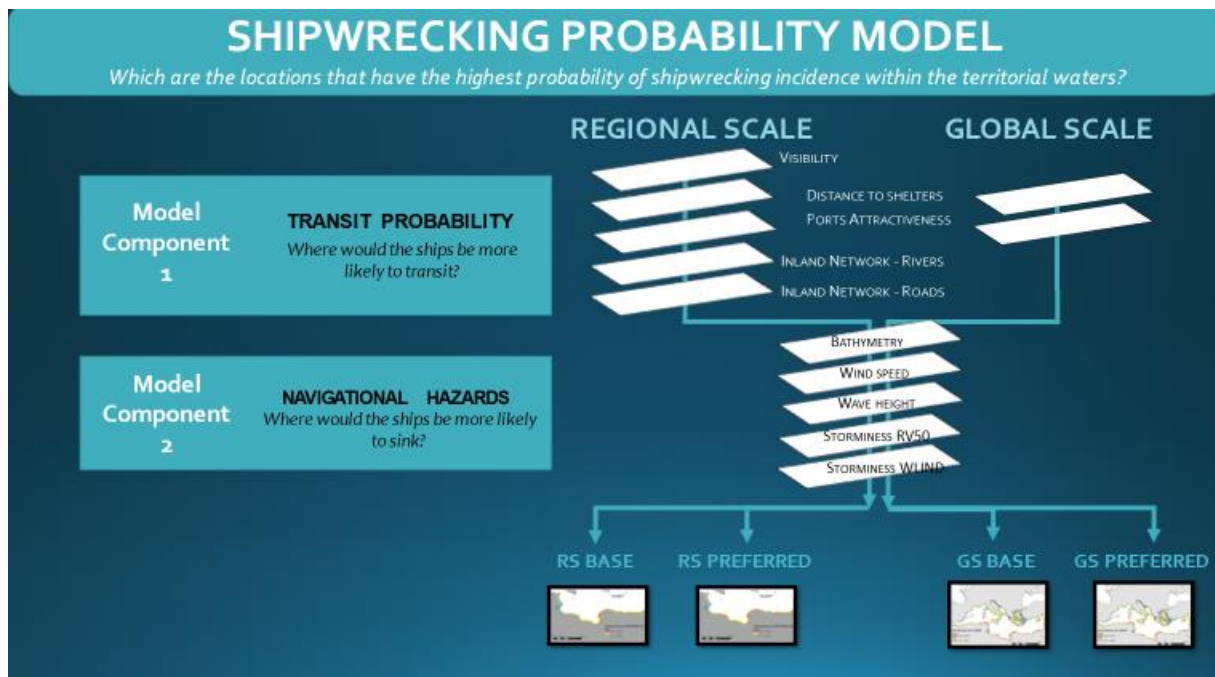 SHIPWRECKING PROBABILITY MODEL
Which are the locations that have the highest probability of shipwrecking incidence within the territorial waters?
REGIONAL SCALE
GLOBAL SCALE
Model
Component
1
TRANSIT PROBABILITY
Where would the ships be more
likely to transit?
VISIBILITY
DISTANCE TO SHELTERS
PORTS ATTRACTIVENESS
INLAND NETWORK - RIVERS
INLAND NETWORK - ROADS
Model
Component
2
NAVIGATIONAL HAZARDS
Where would the ships be more likely
to sink?
BATHYMETRY
WIND SPEED
WAVE HEIGHT
STORMINESS RV50
STORMINESS WLIND
RS BASE
RS PREFERRED
GS BASE
GS PREFERRED